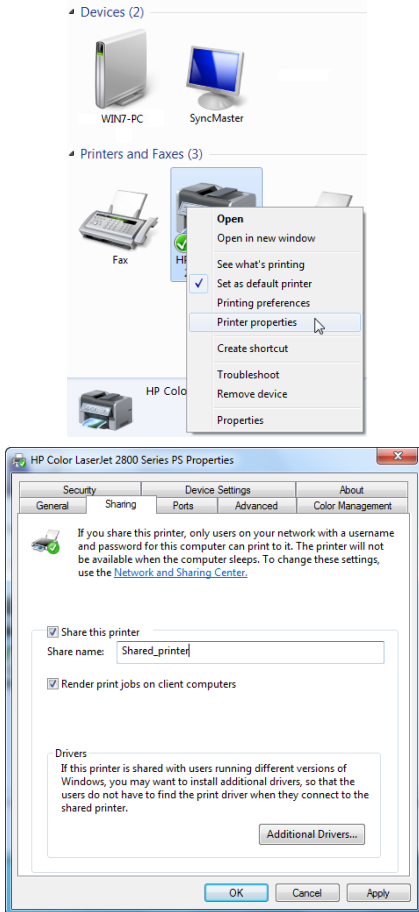 Devices (2)
WIN7-PC
SyncMaster
Printers and Faxes (3)
Fax
HP
Open
Open in new window
See what's printing
Set as default printer
Printing preferences
Printer properties
Create shortcut
Troubleshoot
Remove device
Properties
HP Colo
HP Color LaserJet 2800 Series PS Properties
Security Device Settings About
General Sharing Ports Advanced Color Management
If you share this printer, only users on your network with a username
and password for this computer can print to it. The printer will not
be available when the computer sleeps. To change these settings,
use the Network and Sharing Center.
Share this printer
Share name: Shared_printer
Render print jobs on client computers
Drivers
If this printer is shared with users running different versions of
Windows, you may want to install additional drivers, so that the
users do not have to find the print driver when they connect to the
shared printer.
Additional Drivers...
OK Cancel Apply